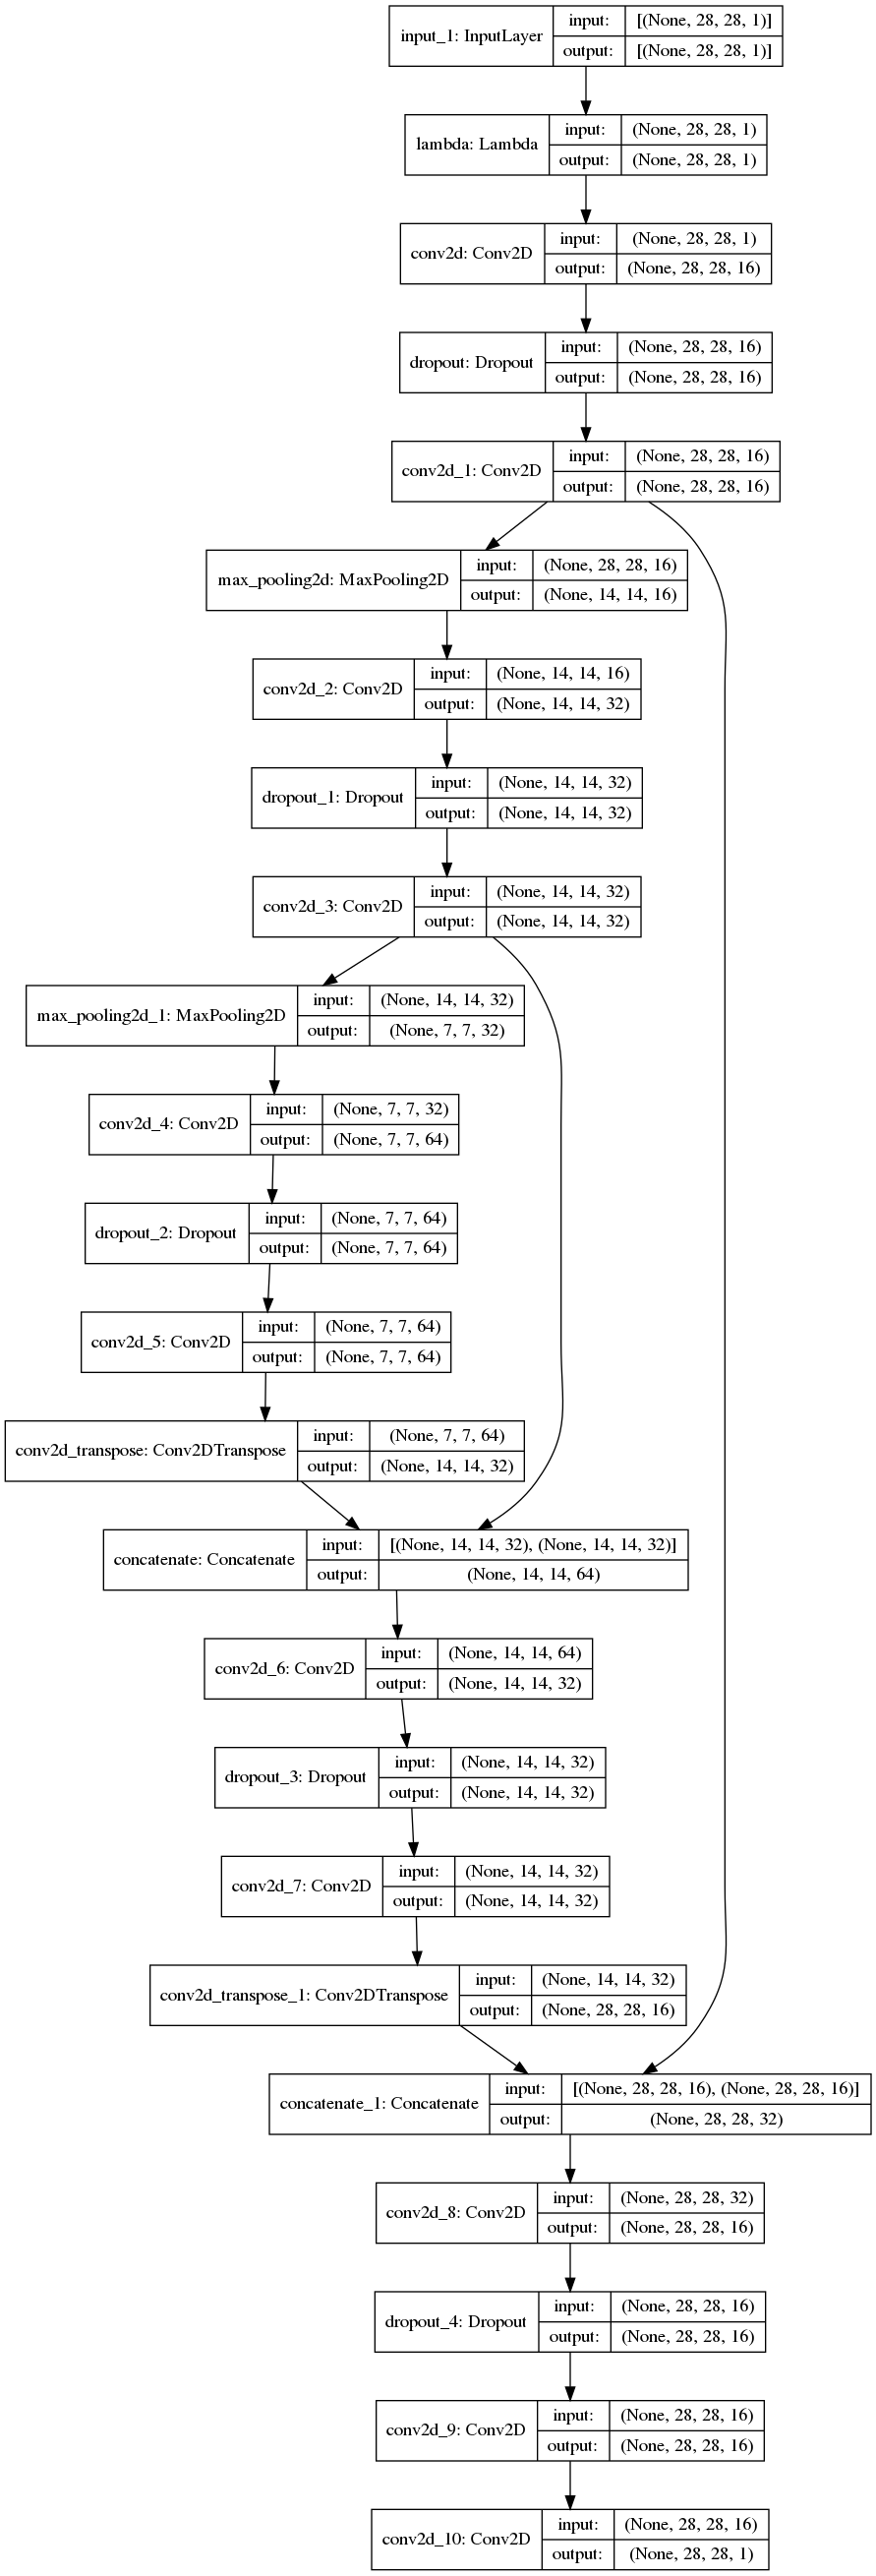 input_1: InputLayer
input: [(None, 28, 28, 1)]
output: [(None, 28, 28, 1)]
lambda: Lambda
input: (None, 28, 28, 1)
output: (None, 28, 28, 1)
conv2d: Conv2D
input: (None, 28, 28, 1)
output: (None, 28, 28, 16)
dropout: Dropout
input: (None, 28, 28, 16)
output: (None, 28, 28, 16)
conv2d_1: Conv2D
input: (None, 28, 28, 16)
output: (None, 28, 28, 16)
max_pooling2d: MaxPooling2D
input: (None, 28, 28, 16)
output: (None, 14, 14, 16)
conv2d_2: Conv2D
input: (None, 14, 14, 16)
output: (None, 14, 14, 32)
dropout_1: Dropout
input: (None, 14, 14, 32)
output: (None, 14, 14, 32)
conv2d_3: Conv2D
input: (None, 14, 14, 32)
output: (None, 14, 14, 32)
max_pooling2d_1: MaxPooling2D
input: (None, 14, 14, 32)
output: (None, 7, 7, 32)
conv2d_4: Conv2D
input: (None, 7, 7, 32)
output: (None, 7, 7, 64)
dropout_2: Dropout
input: (None, 7, 7, 64)
output: (None, 7, 7, 64)
conv2d_5: Conv2D
input: (None, 7, 7, 64)
output: (None, 7, 7, 64)
conv2d_transpose: Conv2DTranspose
input: (None, 7, 7, 64)
output: (None, 14, 14, 32)
concatenate: Concatenate
input: [(None, 14, 14, 32), (None, 14, 14, 32)]
output: (None, 14, 14, 64)
conv2d_6: Conv2D
input: (None, 14, 14, 64)
output: (None, 14, 14, 32)
dropout_3: Dropout
input: (None, 14, 14, 32)
output: (None, 14, 14, 32)
conv2d_7: Conv2D
input: (None, 14, 14, 32)
output: (None, 14, 14, 32)
conv2d_transpose_1: Conv2DTranspose
input: (None, 14, 14, 32)
output: (None, 28, 28, 16)
concatenate_1: Concatenate
input: [(None, 28, 28, 16), (None, 28, 28, 16)]
output: (None, 28, 28, 32)
conv2d_8: Conv2D
input: (None, 28, 28, 32)
output: (None, 28, 28, 16)
dropout_4: Dropout
input: (None, 28, 28, 16)
output: (None, 28, 28, 16)
conv2d_9: Conv2D
input: (None, 28, 28, 16)
output: (None, 28, 28, 16)
conv2d_10: Conv2D
input: (None, 28, 28, 16)
output: (None, 28, 28, 1)